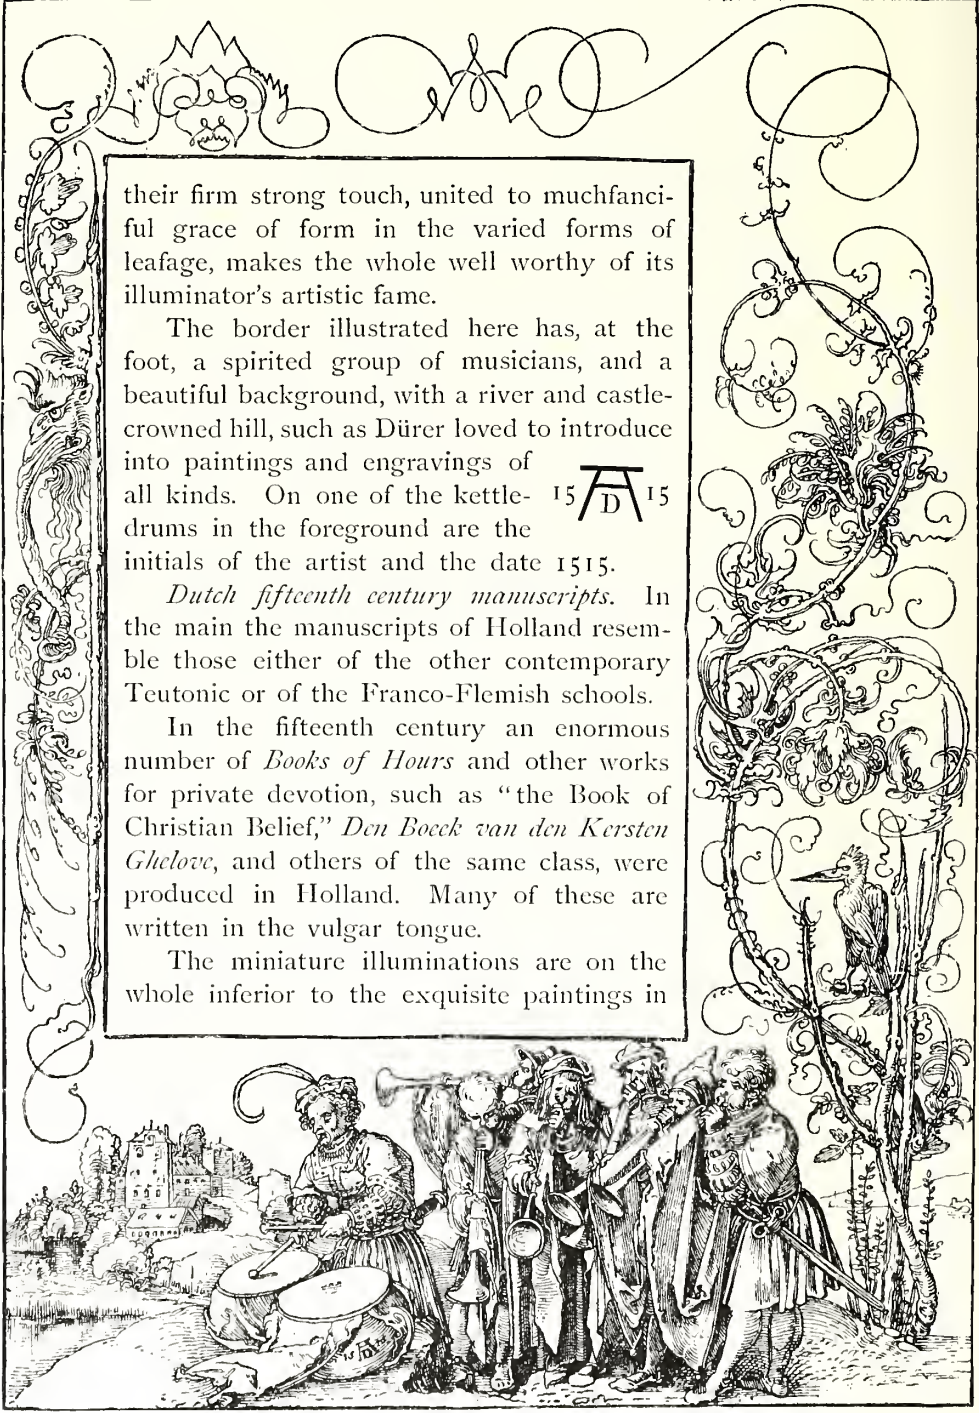 their firm strong touch, united to muchfanci-
ful grace of form in the varied forms of
leafage, makes the whole well worthy of its
illuminator's artistic fame.
The border illustrated here has, at the
foot, a spirited group of musicians, and a
beautiful background, with a river and castle-
crowned hill, such as Dürer loved to introduce
into paintings and engravings of
all kinds. On one of the kettle-
drums in the foreground are the
initials of the artist and the date 1515.
15 AD 15
Dutch fifteenth century manuscripts. In
the main the manuscripts of Holland resem-
ble those either of the other contemporary
Teutonic or of the Franco-Flemish schools.
In the fifteenth century an enormous
number of Books of Hours and other works
for private devotion, such as "the Book of
Christian Belief," Den Boeck van den Kersten
Ghelove, and others of the same class, were
produced in Holland. Many of these are
written in the vulgar tongue.
The miniature illuminations are on the
whole inferior to the exquisite paintings in
15 AD